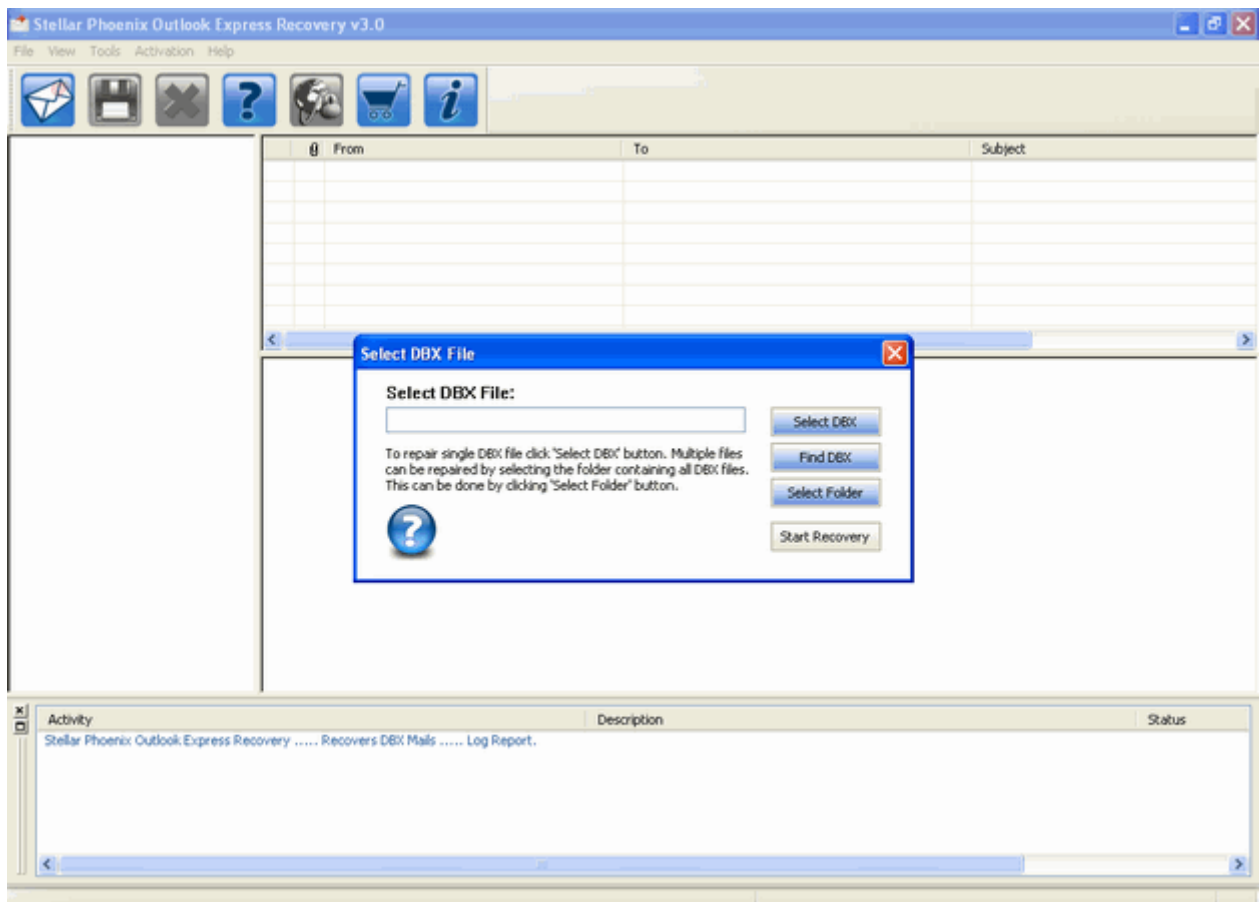 Stellar Phoenix Outlook Express Recovery v3.0
File View Tools Activation Help
From To Subject
Select DBX File
Select DBX File:
Select DBX
To repair single DBX file click 'Select DBX' button. Multiple files
can be repaired by selecting the folder containing all DBX files.
This can be done by clicking 'Select Folder' button.
Find DBX
Select Folder
Start Recovery
Activity Description Status
Stellar Phoenix Outlook Express Recovery ..... Recovers DBX Mails ...... Log Report.